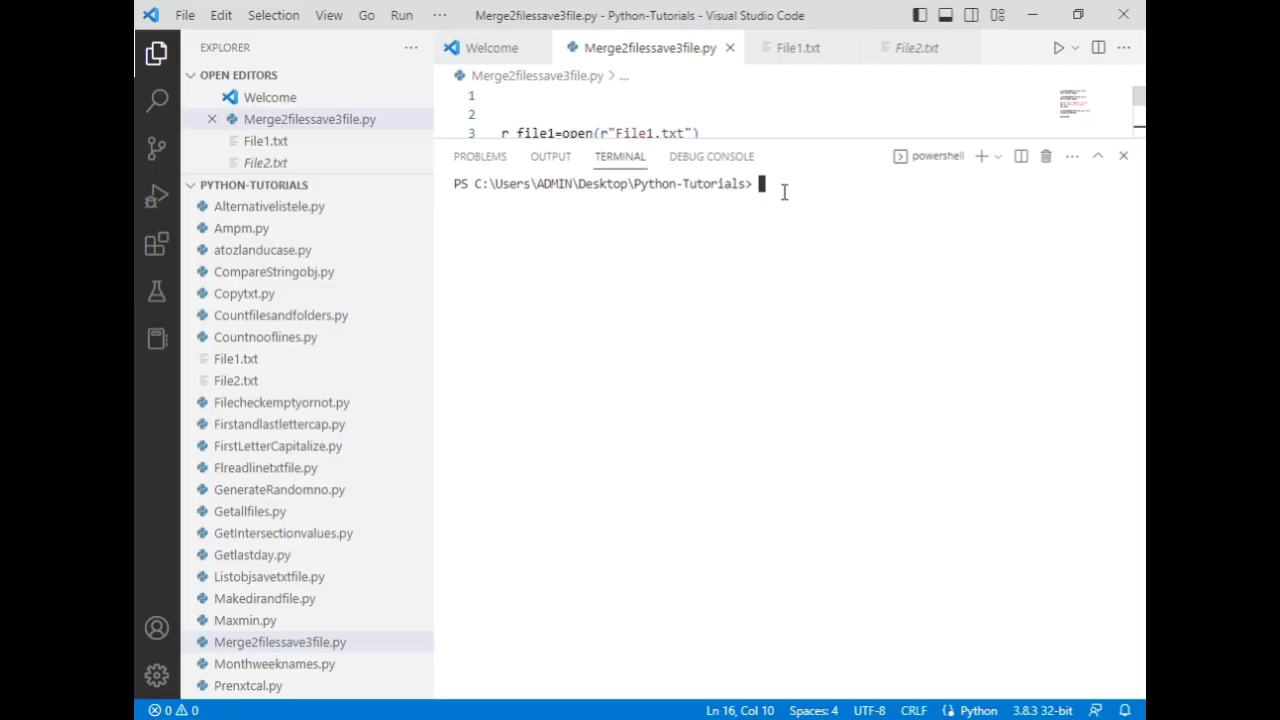 File Edit Selection View Go Run ··· Merge2filessave3file.py - Python-Tutorials - Visual Studio Code
EXPLORER ···
OPEN EDITORS
Welcome
Merge2filessave3file.py
File1.txt
File2.txt
PYTHON-TUTORIALS
Alternativelistele.py
Ampm.py
atozlanducase.py
CompareStringobj.py
Copytxt.py
Countfilesandfolders.py
Countnooflines.py
File1.txt
File2.txt
Filecheckemptyornot.py
Firstandlastlettercap.py
FirstLetterCapitalize.py
Flreadlinetxtfile.py
GenerateRandomno.py
Getallfiles.py
GetIntersectionvalues.py
Getlastday.py
Listobjsavetxtfile.py
Makedirandfile.py
Maxmin.py
Merge2filessave3file.py
Monthweeknames.py
Prenxtcal.py
Welcome Merge2filessave3file.py File1.txt File2.txt
Merge2filessave3file.py > ...
1
2
3 r file1=open(r"File1.txt")
PROBLEMS OUTPUT TERMINAL DEBUG CONSOLE powershell
PS C:\Users\ADMIN\Desktop\Python-Tutorials>
0 0 Ln 16, Col 10 Spaces: 4 UTF-8 CRLF Python 3.8.3 32-bit